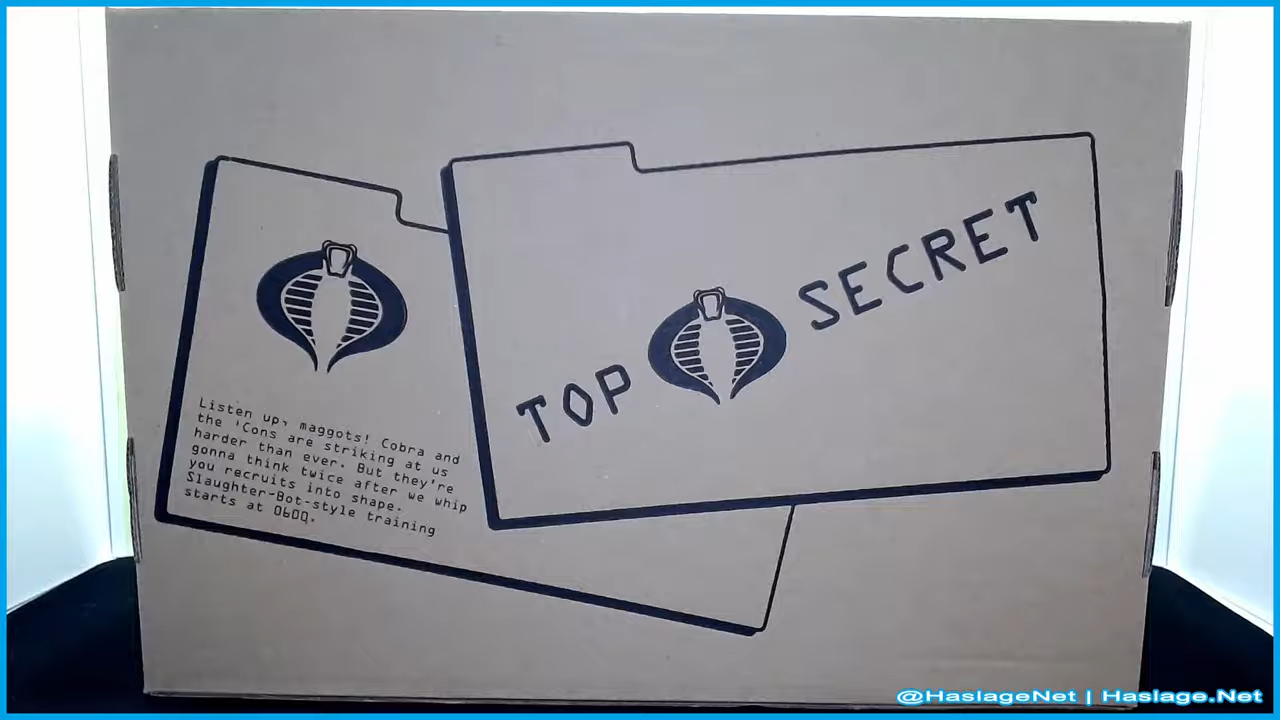 TOP SECRET
Listen up, maggots! Cobra and
the 'Cons are striking at us
harder than ever. But they're
gonna think twice after we whip
you recruits into shape.
Slaughter-Bot-style training
starts at 0600.
@HaslageNet | Haslage.Net